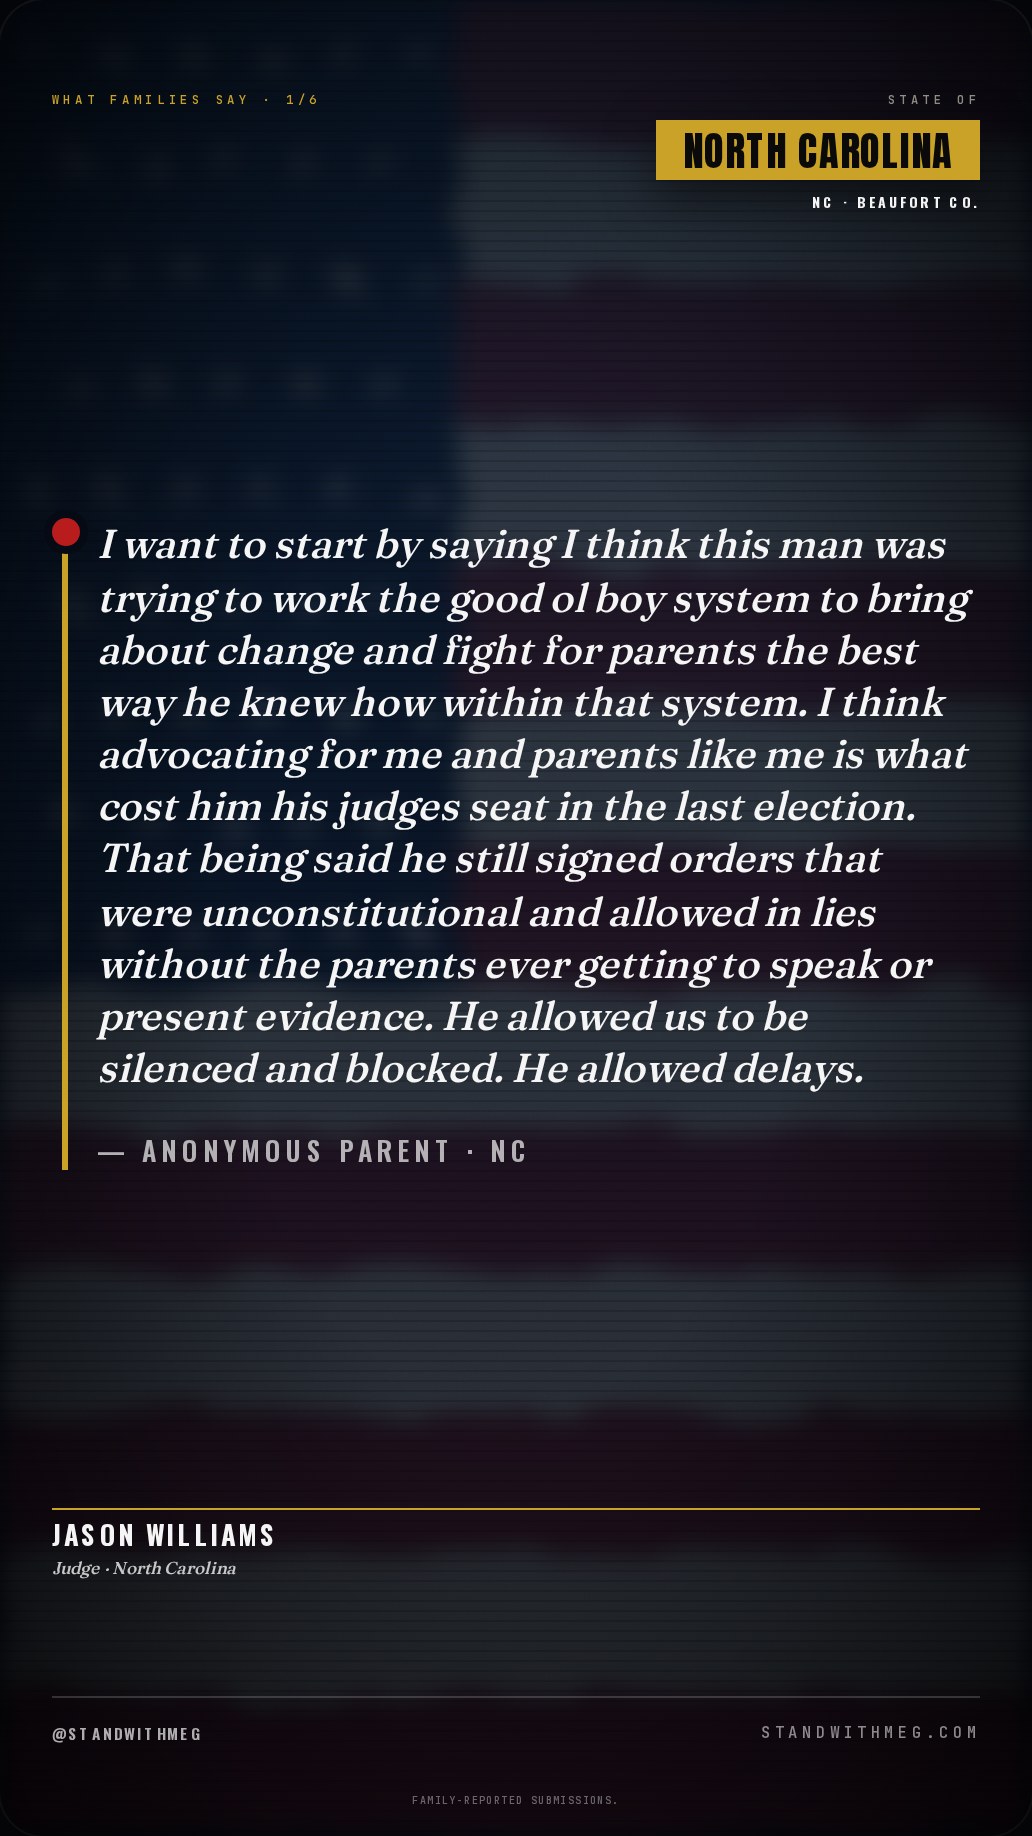 WHAT FAMILIES SAY · 1/6
STATE OF
NORTH CAROLINA
NC · BEAUFORT CO.
I want to start by saying I think this man was
trying to work the good ol boy system to bring
about change and fight for parents the best
way he knew how within that system. I think
advocating for me and parents like me is what
cost him his judges seat in the last election.
That being said he still signed orders that
were unconstitutional and allowed in lies
without the parents ever getting to speak or
present evidence. He allowed us to be
silenced and blocked. He allowed delays.
— ANONYMOUS PARENT · NC
JASON WILLIAMS
Judge · North Carolina
@STANDWITHMEG
STANDWITHMEG.COM
FAMILY-REPORTED SUBMISSIONS.